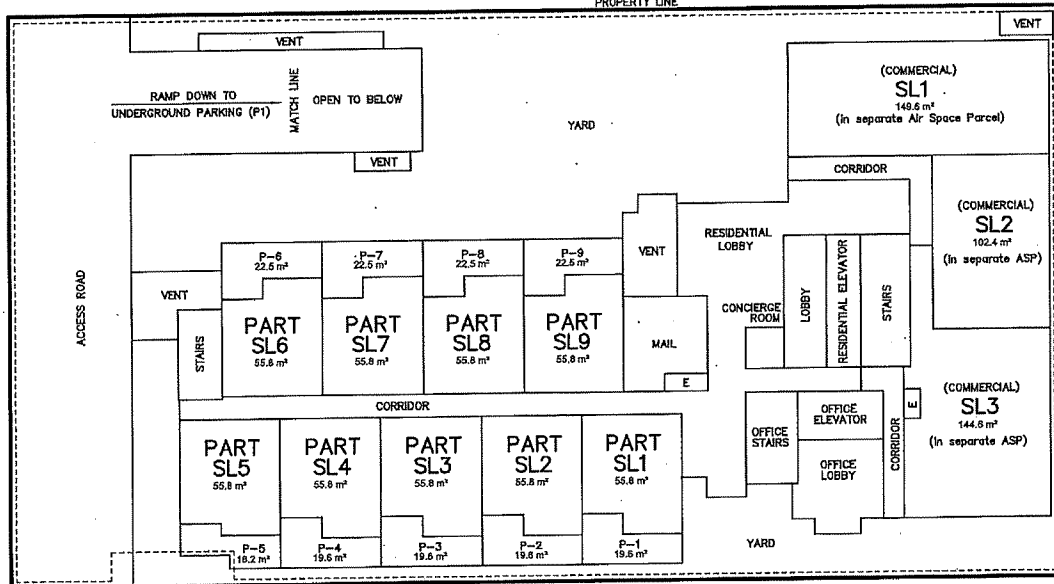 PROPERTY LINE
VENT
VENT
RAMP DOWN TO
UNDERGROUND PARKING (P1)
MATCH LINE
OPEN TO BELOW
VENT
YARD
(COMMERCIAL)
SL1
149.6 m²
(in separate Air Space Parcel)
CORRIDOR
(COMMERCIAL)
SL2
102.4 m²
(in separate ASP)
ACCESS ROAD
P-6
22.5 m²
P-7
22.5 m²
P-8
22.5 m²
P-9
22.5 m²
VENT
RESIDENTIAL
LOBBY
VENT
STAIRS
PART
SL6
55.8 m²
PART
SL7
55.8 m²
PART
SL8
55.8 m²
PART
SL9
55.8 m²
MAIL
E
CONCIERGE
ROOM
LOBBY
RESIDENTIAL ELEVATOR
STAIRS
CORRIDOR
(COMMERCIAL)
SL3
144.6 m²
(in separate ASP)
E
OFFICE
STAIRS
OFFICE
ELEVATOR
OFFICE
LOBBY
CORRIDOR
PART
SL5
55.8 m²
PART
SL4
55.8 m²
PART
SL3
55.8 m²
PART
SL2
55.8 m²
PART
SL1
55.8 m²
P-5
18.2 m²
P-4
19.6 m²
P-3
19.6 m²
P-2
19.6 m²
P-1
19.6 m²
YARD